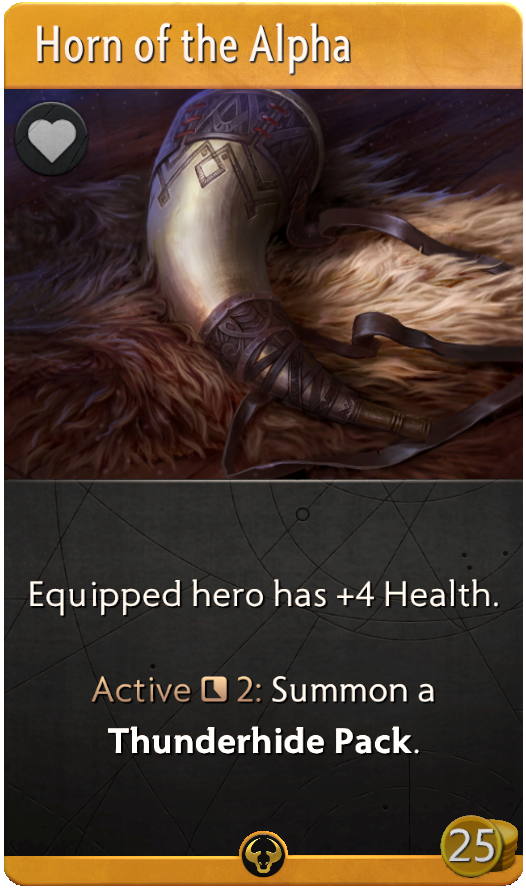 Horn of the Alpha
Equipped hero has +4 Health.
Active 2: Summon a
Thunderhide Pack.
25